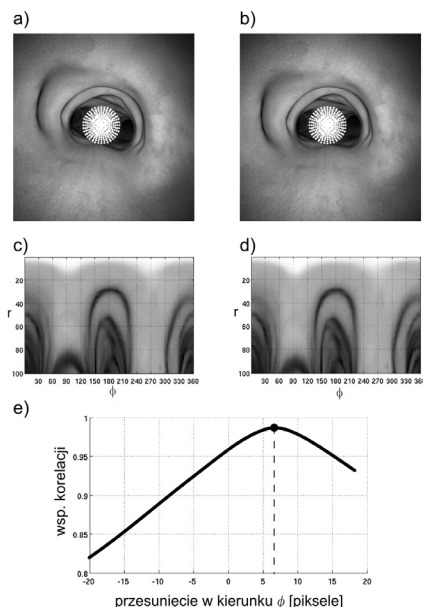 a) b)
c) d)
r 20 40 60 80 100 30 60 90 120 150 180 210 240 270 300 330 360 ϕ
r 20 40 60 80 100 30 60 90 120 150 180 210 240 270 300 330 360 ϕ
e)
wsp. korelacji
1
0.95
0.9
0.85
0.8
-20 -15 -10 -5 0 5 10 15 20
przesunięcie w kierunku ϕ [piksele]